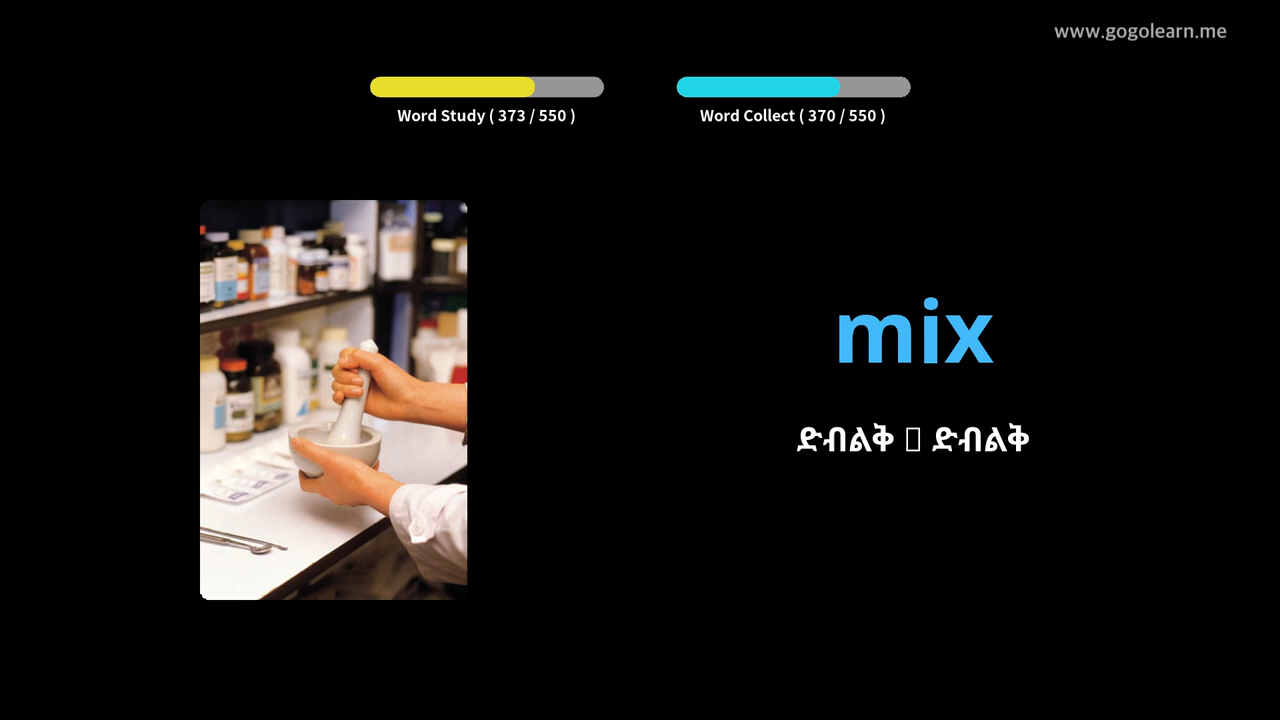 www.gogolearn.me
Word Study ( 373 / 550 )
Word Collect ( 370 / 550 )
mix
ድብልቅ ▯ ድብልቅ